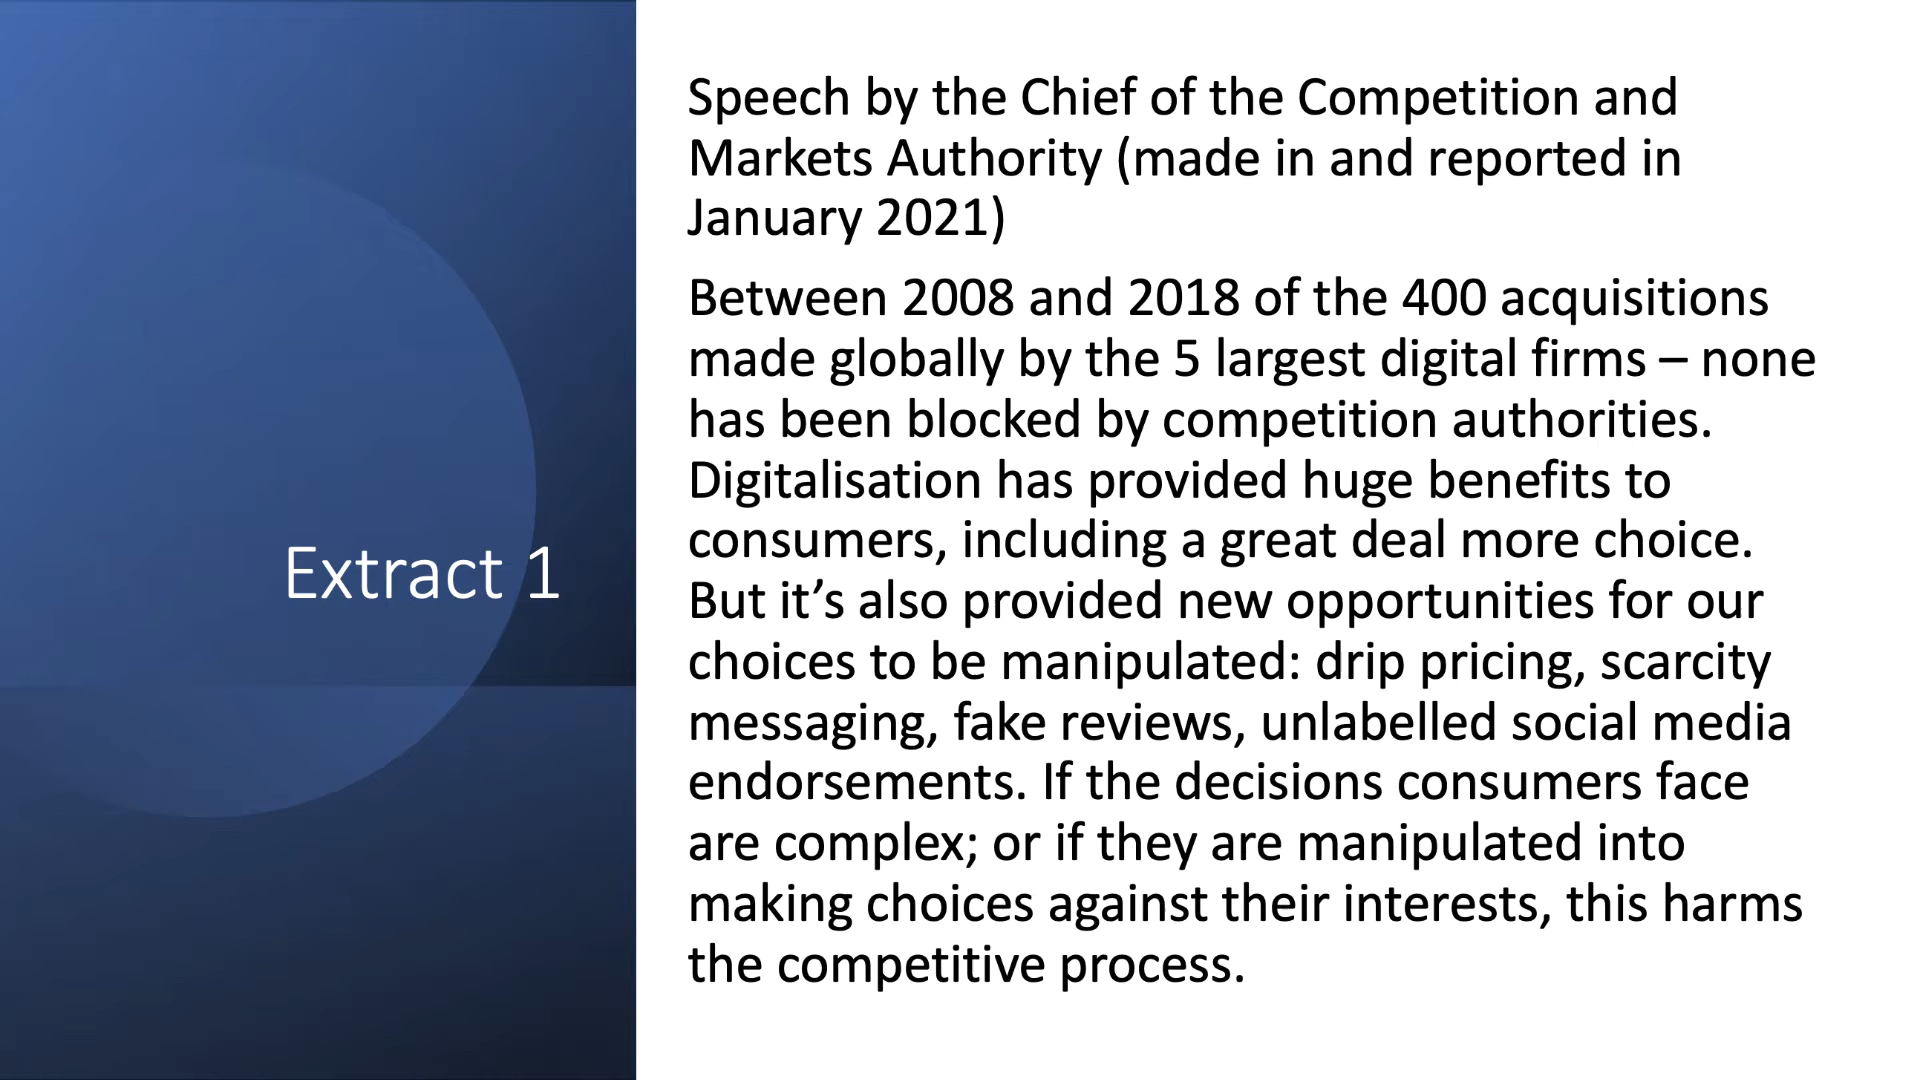 Extract 1
Speech by the Chief of the Competition and
Markets Authority (made in and reported in
January 2021)
Between 2008 and 2018 of the 400 acquisitions
made globally by the 5 largest digital firms – none
has been blocked by competition authorities.
Digitalisation has provided huge benefits to
consumers, including a great deal more choice.
But it’s also provided new opportunities for our
choices to be manipulated: drip pricing, scarcity
messaging, fake reviews, unlabelled social media
endorsements. If the decisions consumers face
are complex; or if they are manipulated into
making choices against their interests, this harms
the competitive process.